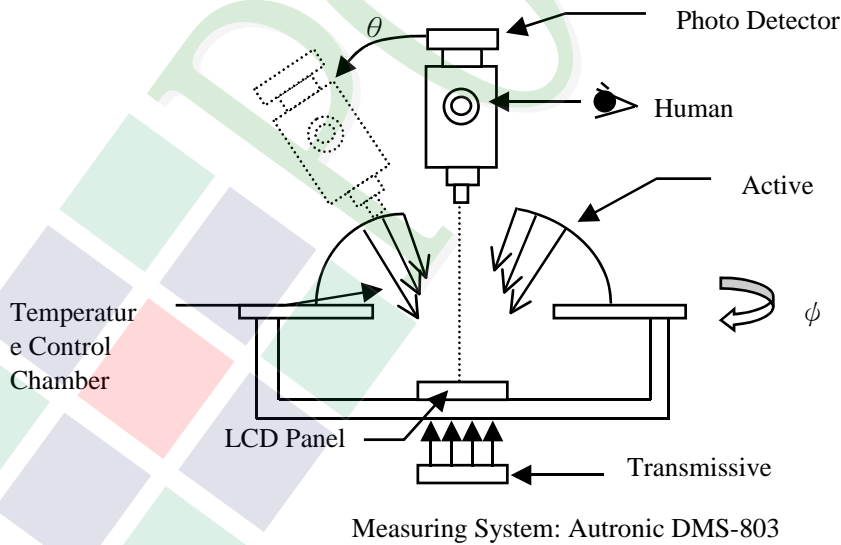 Photo Detector
θ
Human
Active
Temperatur
e Control
Chamber
ϕ
LCD Panel
Transmissive
Measuring System: Autronic DMS-803